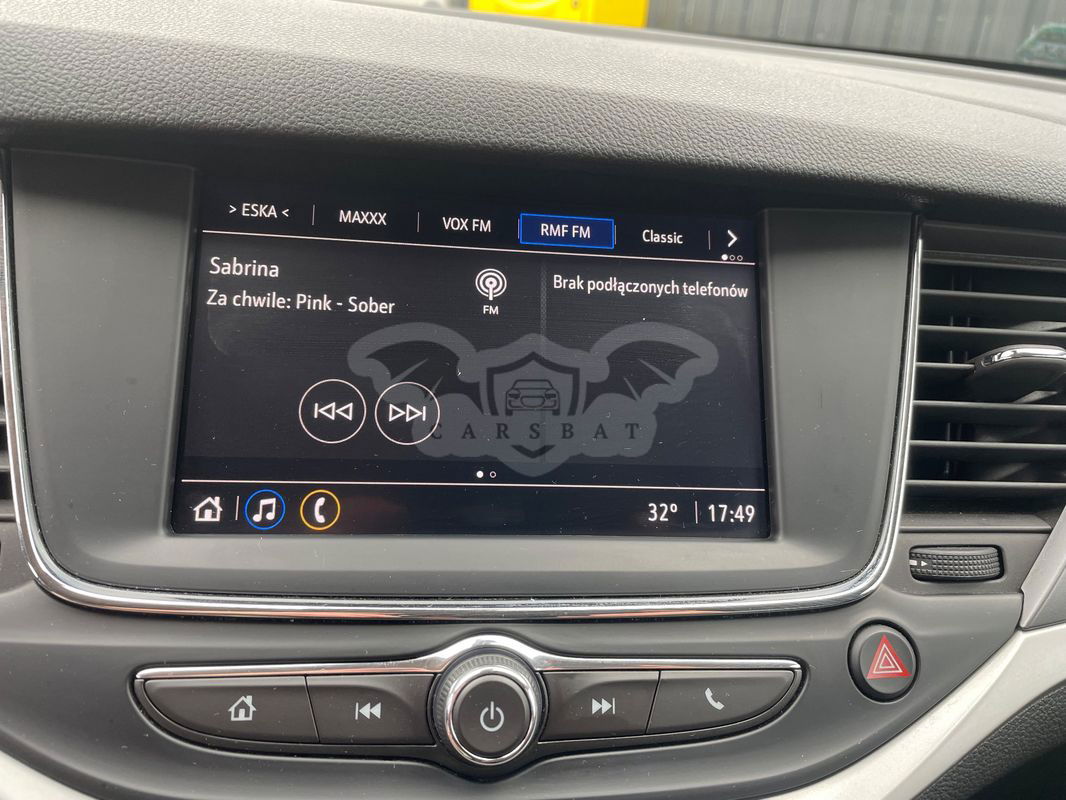 > ESKA <
MAXXX
VOX FM
RMF FM
Classic
Sabrina
Za chwile: Pink - Sober
FM
Brak podłączonych telefonów
CARSBAT
32°
17:49